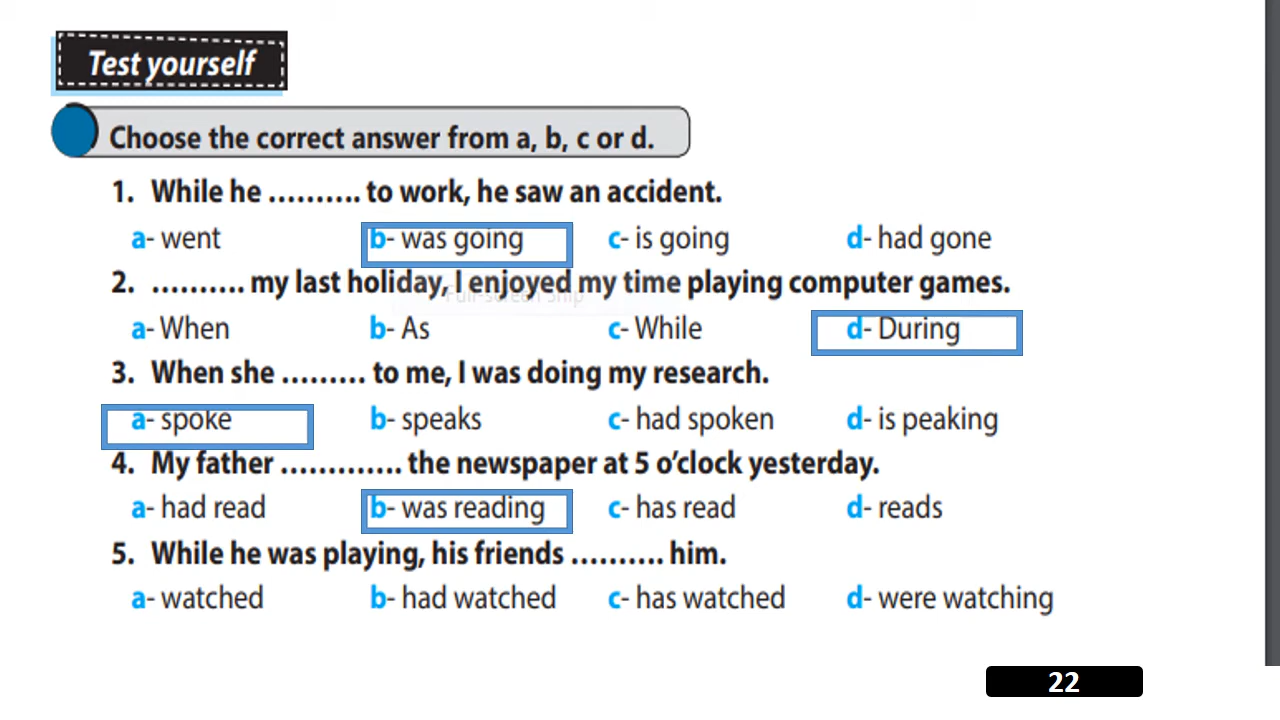 Test yourself
Choose the correct answer from a, b, c or d.
1. While he .......... to work, he saw an accident.
a- went b- was going c- is going d- had gone
2. .......... my last holiday, I enjoyed my time playing computer games.
Full-screen Snip
a- When b- As c- While d- During
3. When she ......... to me, I was doing my research.
a- spoke b- speaks c- had spoken d- is peaking
4. My father ............. the newspaper at 5 o'clock yesterday.
a- had read b- was reading c- has read d- reads
5. While he was playing, his friends .......... him.
a- watched b- had watched c- has watched d- were watching
22